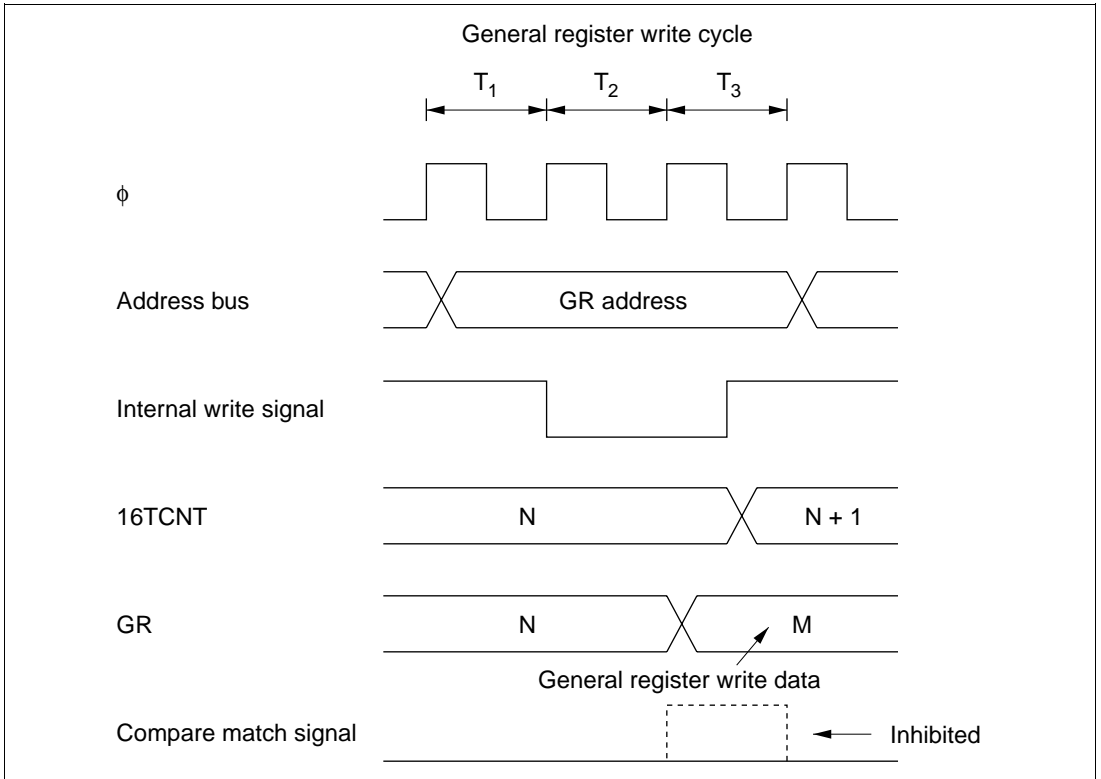 General register write cycle
T1 T2 T3
φ
Address bus GR address
Internal write signal
16TCNT N N + 1
GR N M
General register write data
Compare match signal Inhibited